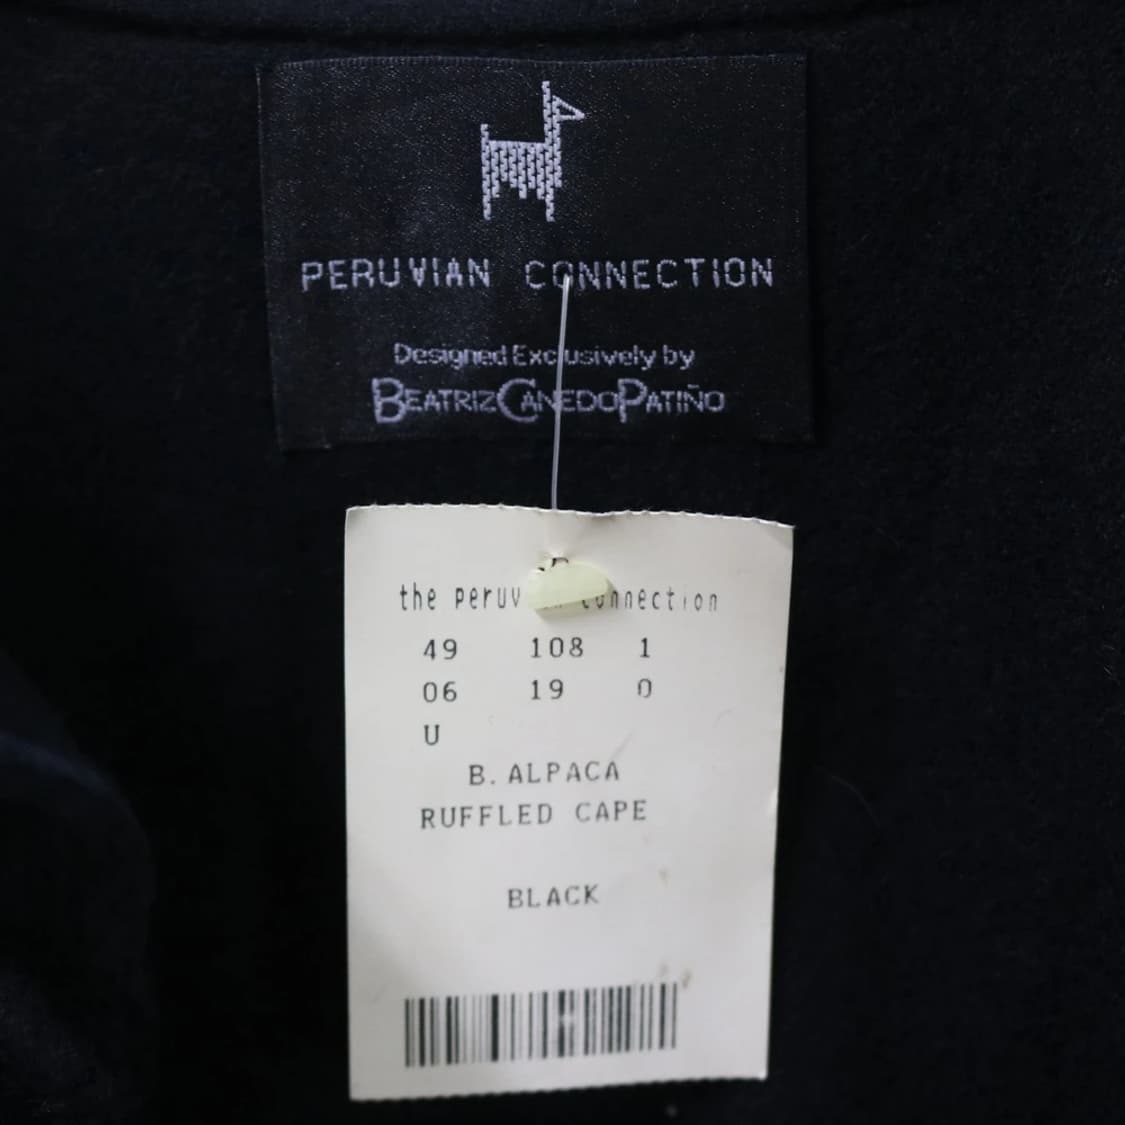 PERUVIAN CONNECTION
Designed Exclusively by
BEATRIZ CANEDO PATIÑO
the Peruvian connection
49 108 1
06 19 0
U
B. ALPACA
RUFFLED CAPE
BLACK